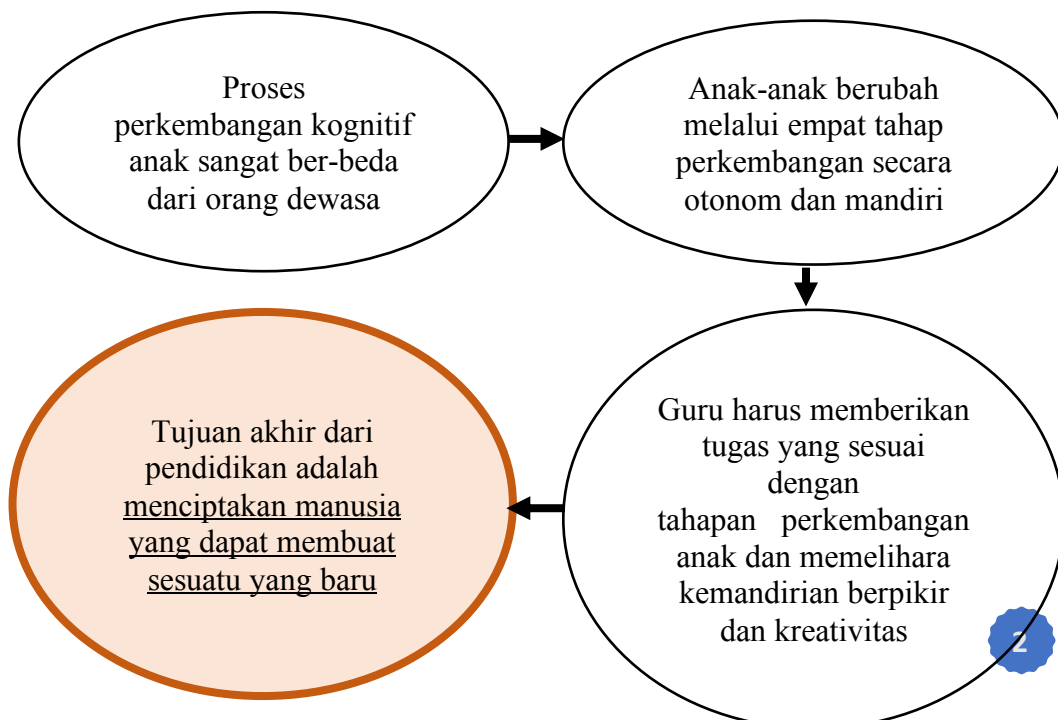 Proses
perkembangan kognitif
anak sangat ber-beda
dari orang dewasa
Anak-anak berubah
melalui empat tahap
perkembangan secara
otonom dan mandiri
Guru harus memberikan
tugas yang sesuai
dengan
tahapan perkembangan
anak dan memelihara
kemandirian berpikir
dan kreativitas
Tujuan akhir dari
pendidikan adalah
menciptakan manusia
yang dapat membuat
sesuatu yang baru
2